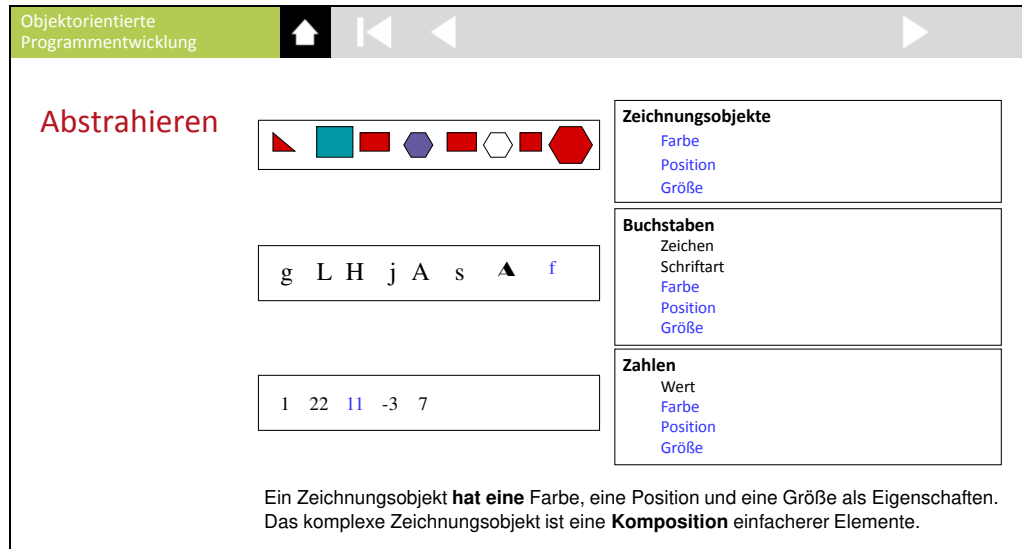 Objektorientierte
Programmentwicklung
Abstrahieren
Zeichnungsobjekte
Farbe
Position
Größe
g L H j A s A f
Buchstaben
Zeichen
Schriftart
Farbe
Position
Größe
1 22 11 -3 7
Zahlen
Wert
Farbe
Position
Größe
Ein Zeichnungsobjekt hat eine Farbe, eine Position und eine Größe als Eigenschaften.
Das komplexe Zeichnungsobjekt ist eine Komposition einfacherer Elemente.